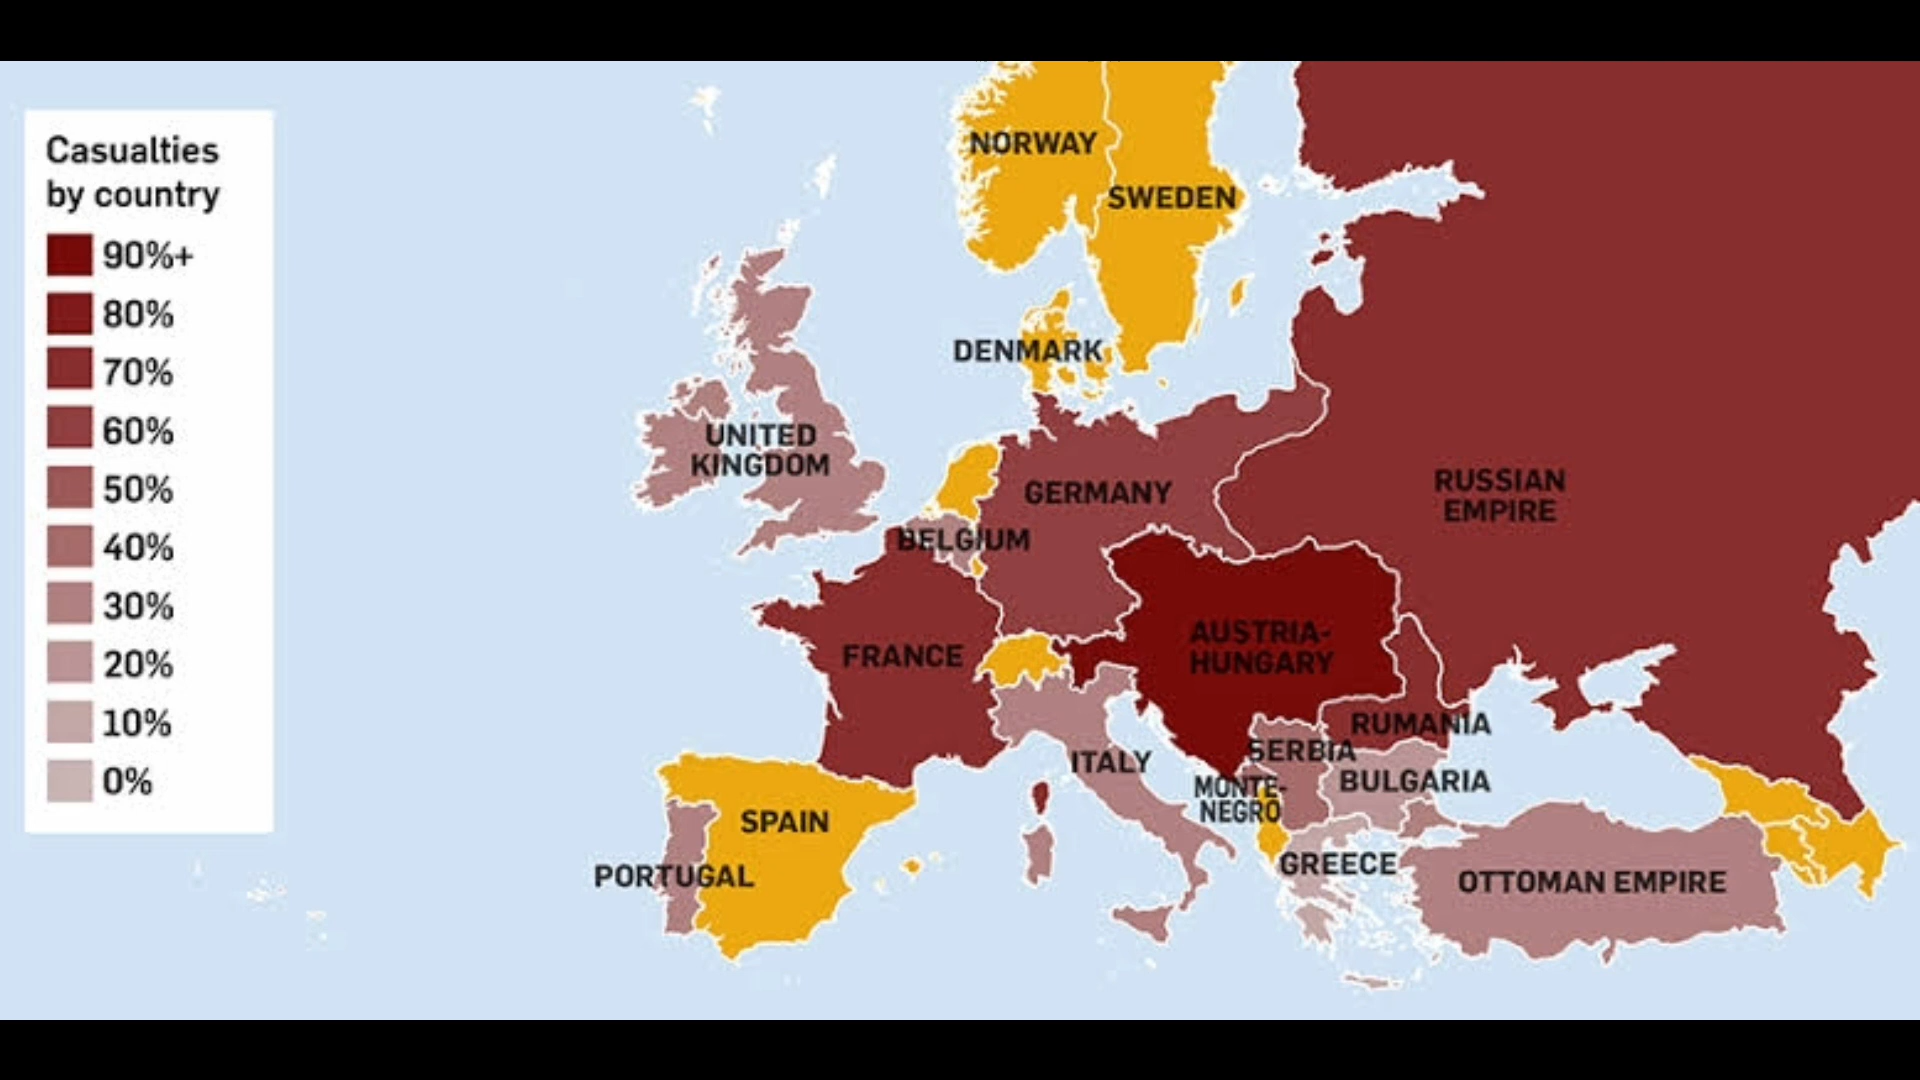 Casualties
by country
90%+
80%
70%
60%
50%
40%
30%
20%
10%
0%
NORWAY
SWEDEN
DENMARK
UNITED
KINGDOM
GERMANY
RUSSIAN
EMPIRE
BELGIUM
FRANCE
AUSTRIA-
HUNGARY
RUMANIA
SERBIA
ITALY
BULGARIA
MONTE-
NEGRO
SPAIN
PORTUGAL
GREECE
OTTOMAN EMPIRE